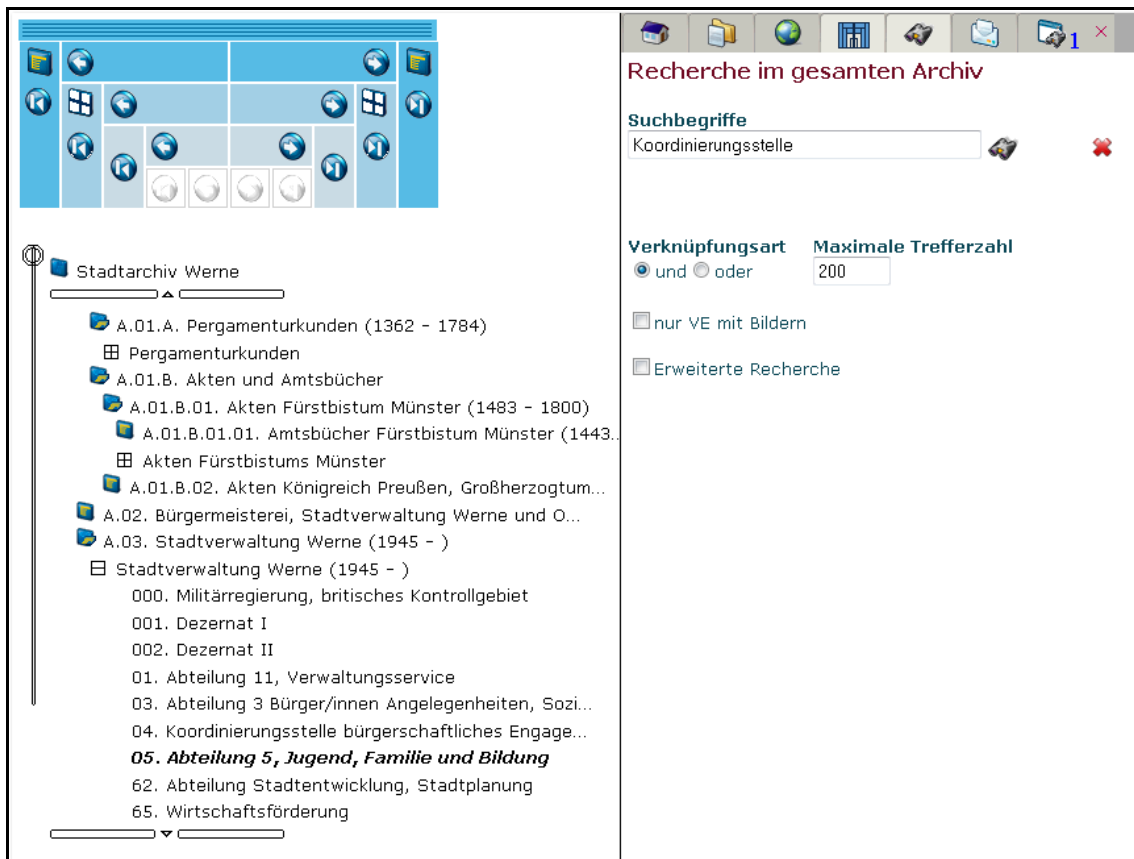 Stadtarchiv Werne
A.01.A. Pergamenturkunden (1362 - 1784)
Pergamenturkunden
A.01.B. Akten und Amtsbücher
A.01.B.01. Akten Fürstbistum Münster (1483 - 1800)
A.01.B.01.01. Amtsbücher Fürstbistum Münster (1443...
Akten Fürstbistums Münster
A.01.B.02. Akten Königreich Preußen, Großherzogtum...
A.02. Bürgermeisterei, Stadtverwaltung Werne und O...
A.03. Stadtverwaltung Werne (1945 - )
Stadtverwaltung Werne (1945 - )
000. Militärregierung, britisches Kontrollgebiet
001. Dezernat I
002. Dezernat II
01. Abteilung 11, Verwaltungsservice
03. Abteilung 3 Bürger/innen Angelegenheiten, Sozi...
04. Koordinierungsstelle bürgerschaftliches Engage...
05. Abteilung 5, Jugend, Familie und Bildung
62. Abteilung Stadtentwicklung, Stadtplanung
65. Wirtschaftsförderung
1
Recherche im gesamten Archiv
Suchbegriffe
Koordinierungsstelle
Verknüpfungsart Maximale Trefferzahl
und oder 200
nur VE mit Bildern
Erweiterte Recherche